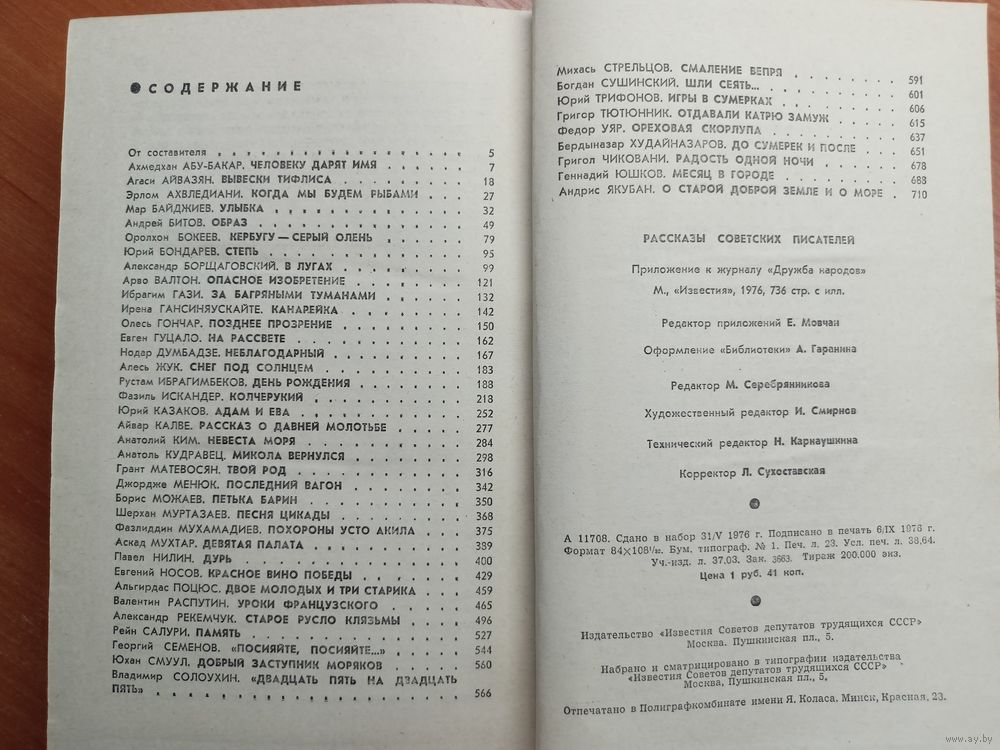 ● СОДЕРЖАНИЕ
От составителя 5
Ахмедхан АБУ-БАКАР. ЧЕЛОВЕКУ ДАРЯТ ИМЯ 7
Агаси АЙВАЗЯН. ВЫВЕСКИ ТИФЛИСА 18
Эрлом АХВЛЕДИАНИ. КОГДА МЫ БУДЕМ РЫБАМИ 27
Мар БАЙДЖИЕВ. УЛЫБКА 32
Андрей БИТОВ. ОБРАЗ 49
Оролхон БОКЕЕВ. КЕРБУГУ — СЕРЫЙ ОЛЕНЬ 79
Юрий БОНДАРЕВ. СТЕПЬ 95
Александр БОРЩАГОВСКИЙ. В ЛУГАХ 99
Арво ВАЛТОН. ОПАСНОЕ ИЗОБРЕТЕНИЕ 121
Ибрагим ГАЗИ. ЗА БАГРЯНЫМИ ТУМАНАМИ 132
Ирена ГАНСИНЯУСКАЙТЕ. КАНАРЕЙКА 142
Олесь ГОНЧАР. ПОЗДНЕЕ ПРОЗРЕНИЕ 150
Евген ГУЦАЛО. НА РАССВЕТЕ 162
Нодар ДУМБАДЗЕ. НЕБЛАГОДАРНЫЙ 167
Алесь ЖУК. СНЕГ ПОД СОЛНЦЕМ 183
Рустам ИБРАГИМБЕКОВ. ДЕНЬ РОЖДЕНИЯ 188
Фазиль ИСКАНДЕР. КОЛЧЕРУКИЙ 218
Юрий КАЗАКОВ. АДАМ И ЕВА 252
Айвар КАЛВЕ. РАССКАЗ О ДАВНЕЙ МОЛОТЬБЕ 277
Анатолий КИМ. НЕВЕСТА МОРЯ 284
Анатоль КУДРАВЕЦ. МИКОЛА ВЕРНУЛСЯ 298
Грант МАТЕВОСЯН. ТВОЙ РОД 316
Джордже МЕНЮК. ПОСЛЕДНИЙ ВАГОН 342
Борис МОЖАЕВ. ПЕТЬКА БАРИН 350
Шерхан МУРТАЗАЕВ. ПЕСНЯ ЦИКАДЫ 368
Фазлиддин МУХАМАДИЕВ. ПОХОРОНЫ УСТО АКИЛА 375
Аскад МУХТАР. ДЕВЯТАЯ ПАЛАТА 389
Павел НИЛИН. ДУРЬ 400
Евгений НОСОВ. КРАСНОЕ ВИНО ПОБЕДЫ 429
Альгирдас ПОЦЮС. ДВОЕ МОЛОДЫХ И ТРИ СТАРИКА 459
Валентин РАСПУТИН. УРОКИ ФРАНЦУЗСКОГО 465
Александр РЕКЕМЧУК. СТАРОЕ РУСЛО КЛЯЗЬМЫ 496
Рейн САЛУРИ. ПАМЯТЬ 527
Георгий СЕМЕНОВ. «ПОСИЯЙТЕ, ПОСИЯЙТЕ...» 544
Юхан СМУУЛ. ДОБРЫЙ ЗАСТУПНИК МОРЯКОВ 560
Владимир СОЛОУХИН. «ДВАДЦАТЬ ПЯТЬ НА ДВАДЦАТЬ
ПЯТЬ» 566
Михась СТРЕЛЬЦОВ. СМАЛЕНИЕ ВЕПРЯ 591
Богдан СУШИНСКИЙ. ШЛИ СЕЯТЬ... 601
Юрий ТРИФОНОВ. ИГРЫ В СУМЕРКАХ 606
Григор ТЮТЮННИК. ОТДАВАЛИ КАТРЮ ЗАМУЖ 615
Федор УЯР. ОРЕХОВАЯ СКОРЛУПА 637
Бердыназар ХУДАЙНАЗАРОВ. ДО СУМЕРЕК И ПОСЛЕ 651
Григол ЧИКОВАНИ. РАДОСТЬ ОДНОЙ НОЧИ 678
Геннадий ЮШКОВ. МЕСЯЦ В ГОРОДЕ 683
Андрис ЯКУБАН. О СТАРОЙ ДОБРОЙ ЗЕМЛЕ И О МОРЕ 710
РАССКАЗЫ СОВЕТСКИХ ПИСАТЕЛЕЙ
Приложение к журналу «Дружба народов»
М., «Известия», 1976, 736 стр. с илл.
Редактор приложений Е. Мовчан
Оформление «Библиотеки» А. Гаранина
Редактор М. Серебрянникова
Художественный редактор И. Смирнов
Технический редактор Н. Карнаушкина
Корректор Л. Сухоставская
А 11708. Сдано в набор 31/V 1976 г. Подписано в печать 6/IX 1976 г.
Формат 84×108¹/₃₂. Бум. типограф. № 1. Печ. л. 23. Усл. печ. л. 38,64.
Уч.-изд. л. 37,03. Зак. 3663. Тираж 200.000 экз.
Цена 1 руб. 41 коп.
Издательство «Известия Советов депутатов трудящихся СССР»
Москва. Пушкинская пл., 5.
Набрано и сматрицировано в типографии издательства
«Известия Советов депутатов трудящихся СССР»
Москва, Пушкинская пл., 5.
Отпечатано в Полиграфкомбинате имени Я. Коласа. Минск, Красная, 23.
www.ay.by